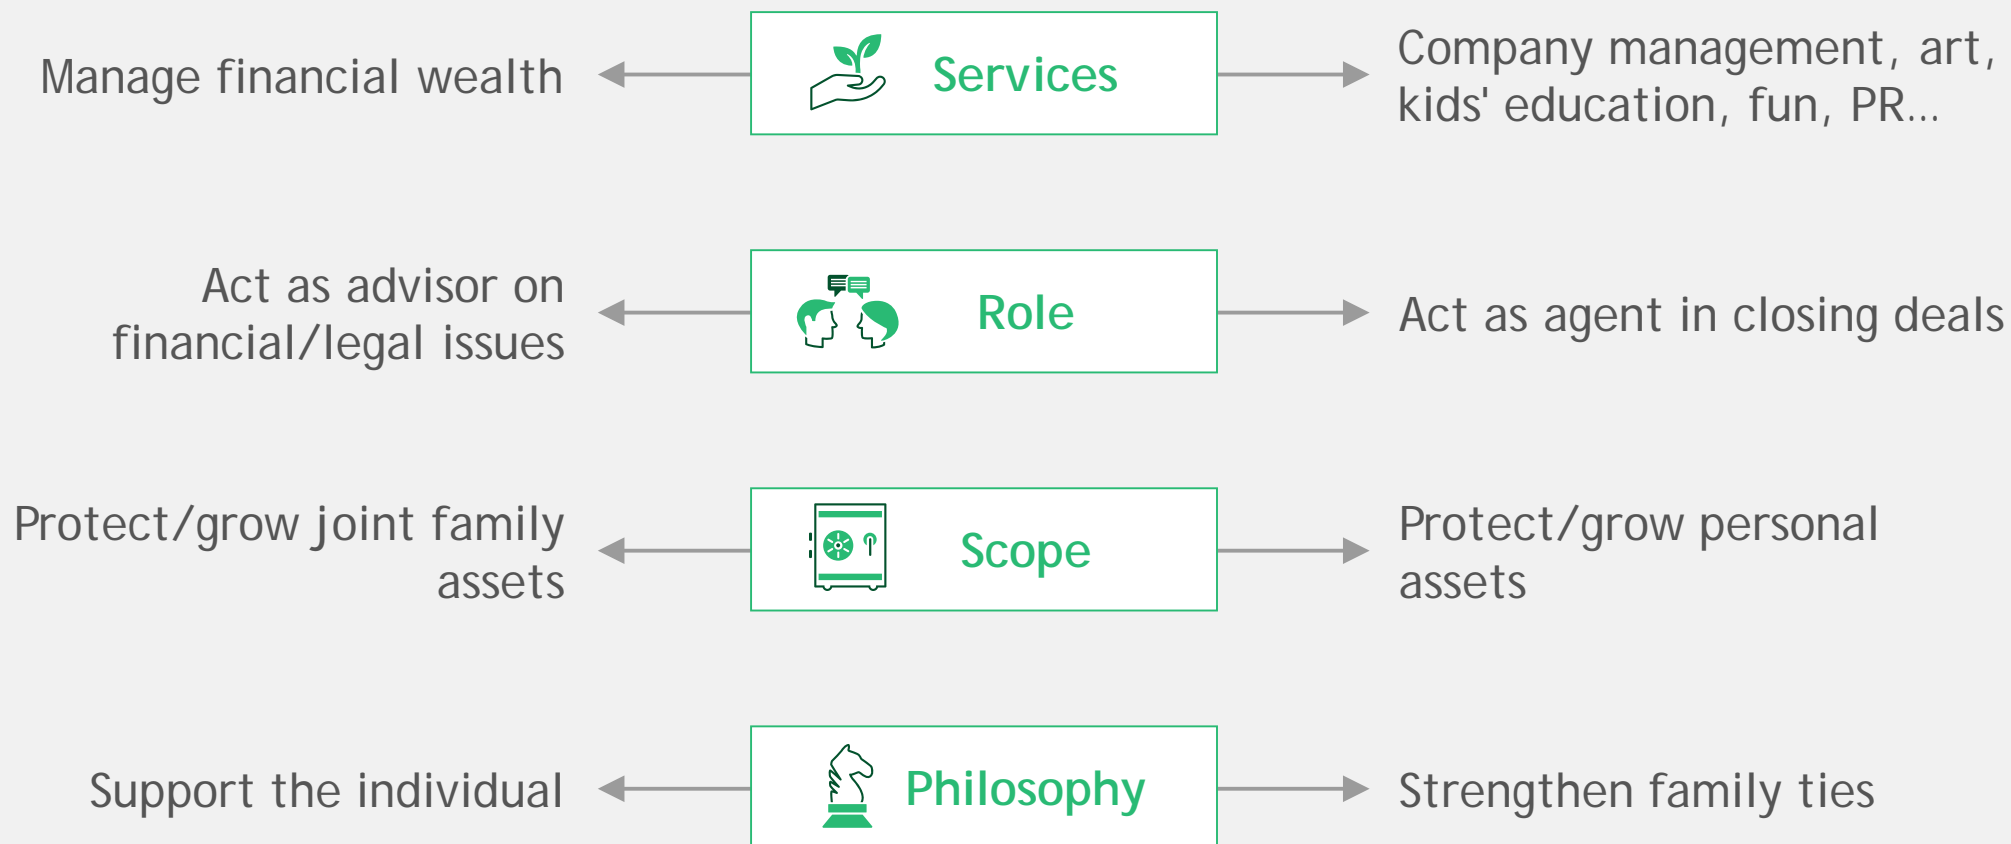 Manage financial wealth
Services
Company management, art,
kids' education, fun, PR...
Act as advisor on
financial/legal issues
Role
Act as agent in closing deals
Protect/grow joint family
assets
Scope
Protect/grow personal
assets
Support the individual
Philosophy
Strengthen family ties